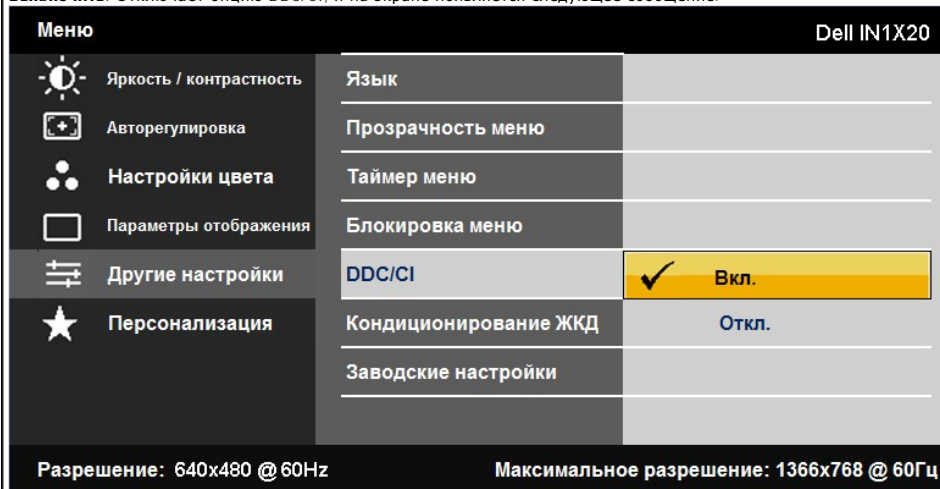 Меню Dell IN1X20
Яркость / контрастность Язык
Авторегулировка Прозрачность меню
Настройки цвета Таймер меню
Параметры отображения Блокировка меню
Другие настройки DDC/CI Вкл.
Персонализация Кондиционирование ЖКД Откл.
Заводские настройки
Разрешение: 640x480 @ 60Hz Максимальное разрешение: 1366x768 @ 60Гц